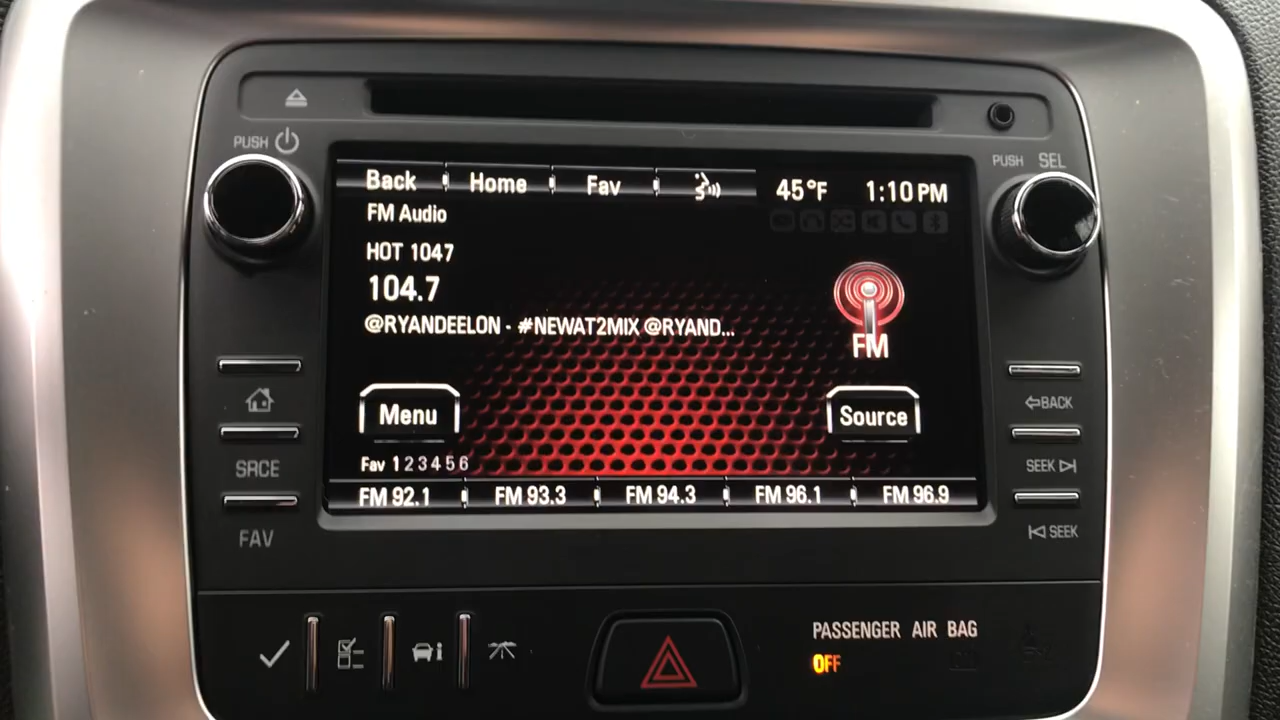 PUSH
PUSH SEL
Back Home Fav 45°F 1:10 PM
FM Audio
HOT 1047
104.7
@RYANDEELON - #NEWAT2MIX @RYAND...
FM
Menu Source
Fav 1 2 3 4 5 6
FM 92.1 FM 93.3 FM 94.3 FM 96.1 FM 96.9
BACK
SRCE SEEK
FAV SEEK
PASSENGER AIR BAG
OFF